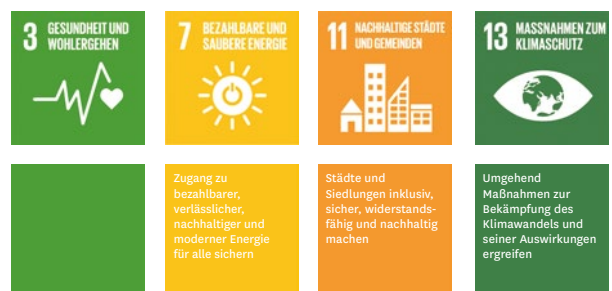 3 GESUNDHEIT UND
WOHLERGEHEN
7 BEZAHLBARE UND
SAUBERE ENERGIE
11 NACHHALTIGE STÄDTE
UND GEMEINDEN
13 MASSNAHMEN ZUM
KLIMASCHUTZ
Zugang zu
bezahlbarer,
verlässlicher,
nachhaltiger und
moderner Energie
für alle sichern
Städte und
Siedlungen inklusiv,
sicher, widerstands-
fähig und nachhaltig
machen
Umgehend
Maßnahmen zur
Bekämpfung des
Klimawandels und
seiner Auswirkungen
ergreifen